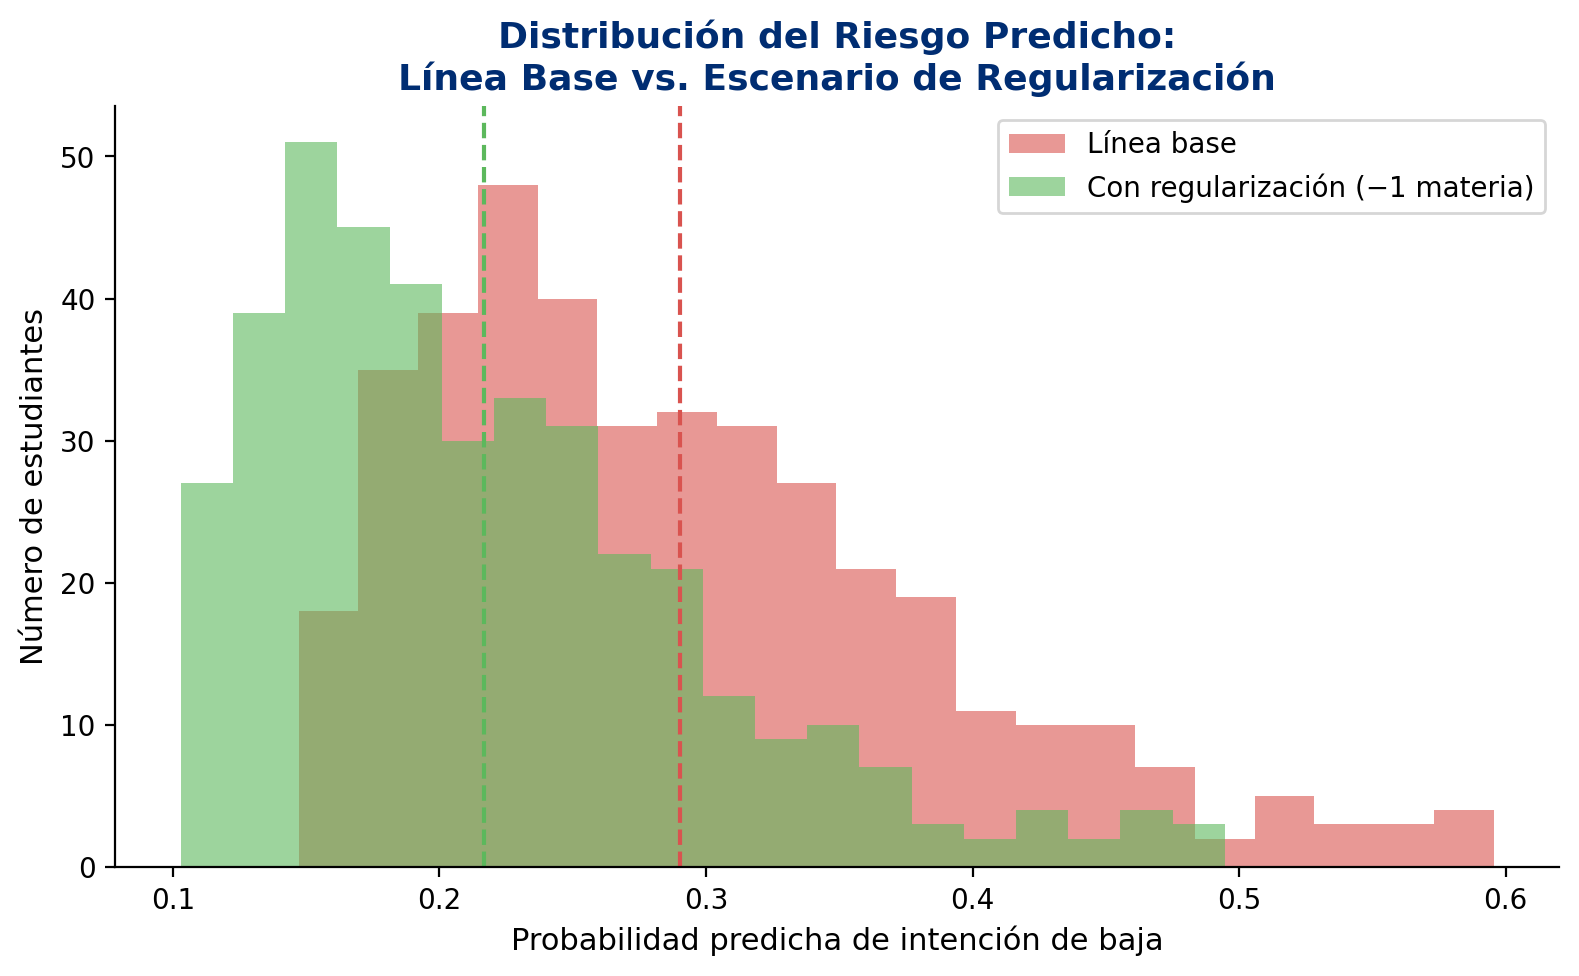 Distribución del Riesgo Predicho:
Línea Base vs. Escenario de Regularización
Línea base
Con regularización (−1 materia)
Número de estudiantes
50
40
30
20
10
0
0.1 0.2 0.3 0.4 0.5 0.6
Probabilidad predicha de intención de baja